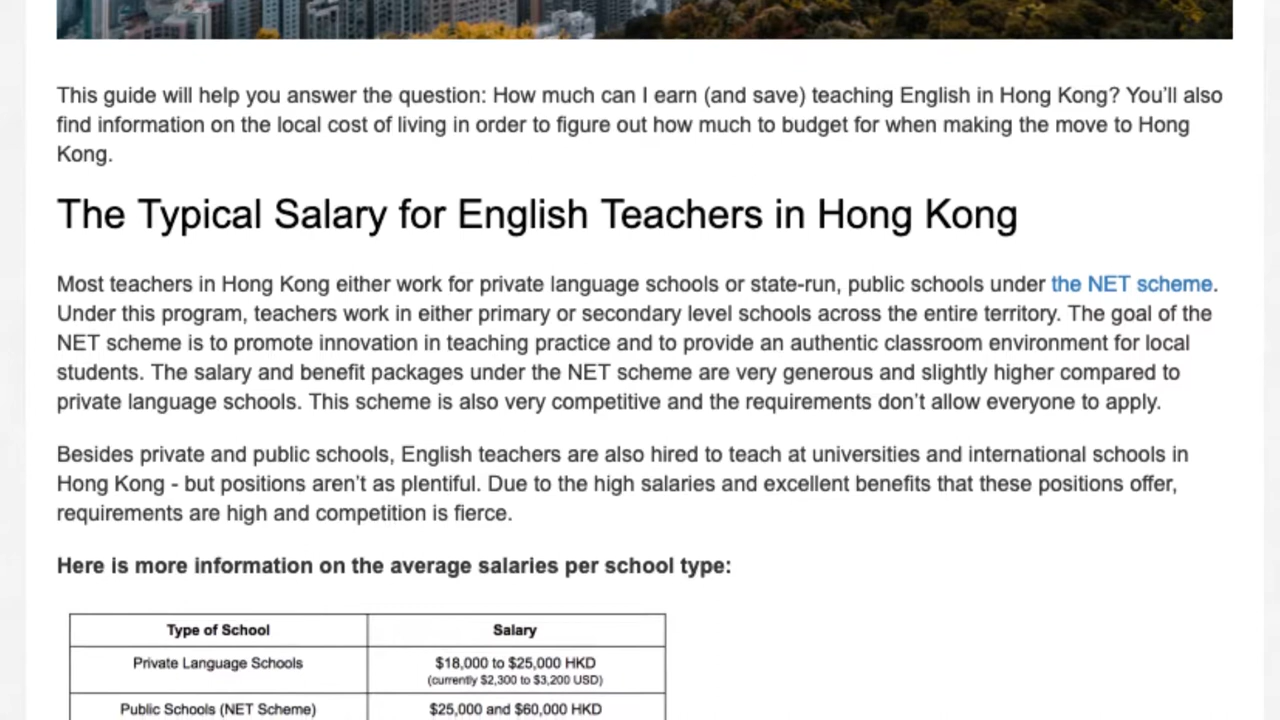 This guide will help you answer the question: How much can I earn (and save) teaching English in Hong Kong? You’ll also
find information on the local cost of living in order to figure out how much to budget for when making the move to Hong
Kong.
The Typical Salary for English Teachers in Hong Kong
Most teachers in Hong Kong either work for private language schools or state-run, public schools under the NET scheme.
Under this program, teachers work in either primary or secondary level schools across the entire territory. The goal of the
NET scheme is to promote innovation in teaching practice and to provide an authentic classroom environment for local
students. The salary and benefit packages under the NET scheme are very generous and slightly higher compared to
private language schools. This scheme is also very competitive and the requirements don’t allow everyone to apply.
Besides private and public schools, English teachers are also hired to teach at universities and international schools in
Hong Kong - but positions aren’t as plentiful. Due to the high salaries and excellent benefits that these positions offer,
requirements are high and competition is fierce.
Here is more information on the average salaries per school type:
Type of School Salary
Private Language Schools $18,000 to $25,000 HKD
(currently $2,300 to $3,200 USD)
Public Schools (NET Scheme) $25,000 and $60,000 HKD